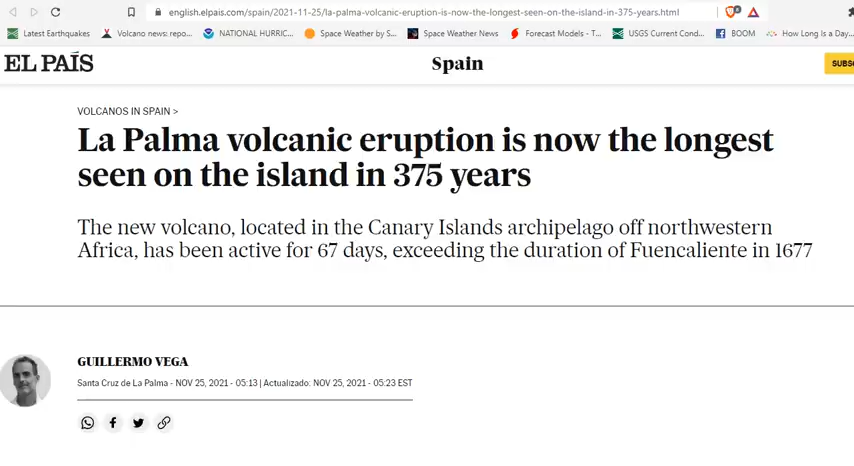 english.elpais.com/spain/2021-11-25/la-palma-volcanic-eruption-is-now-the-longest-seen-on-the-island-in-375-years.html
Latest Earthquakes Volcano news: repo... NATIONAL HURRIC... Space Weather by S... Space Weather News Forecast Models - T... USGS Current Cond... BOOM How Long Is a Day...
EL PAÍS Spain SUBSC
VOLCANOS IN SPAIN >
La Palma volcanic eruption is now the longest
seen on the island in 375 years
The new volcano, located in the Canary Islands archipelago off northwestern
Africa, has been active for 67 days, exceeding the duration of Fuencaliente in 1677
GUILLERMO VEGA
Santa Cruz de La Palma - NOV 25, 2021 - 05:13 | Actualizado: NOV 25, 2021 - 05:23 EST